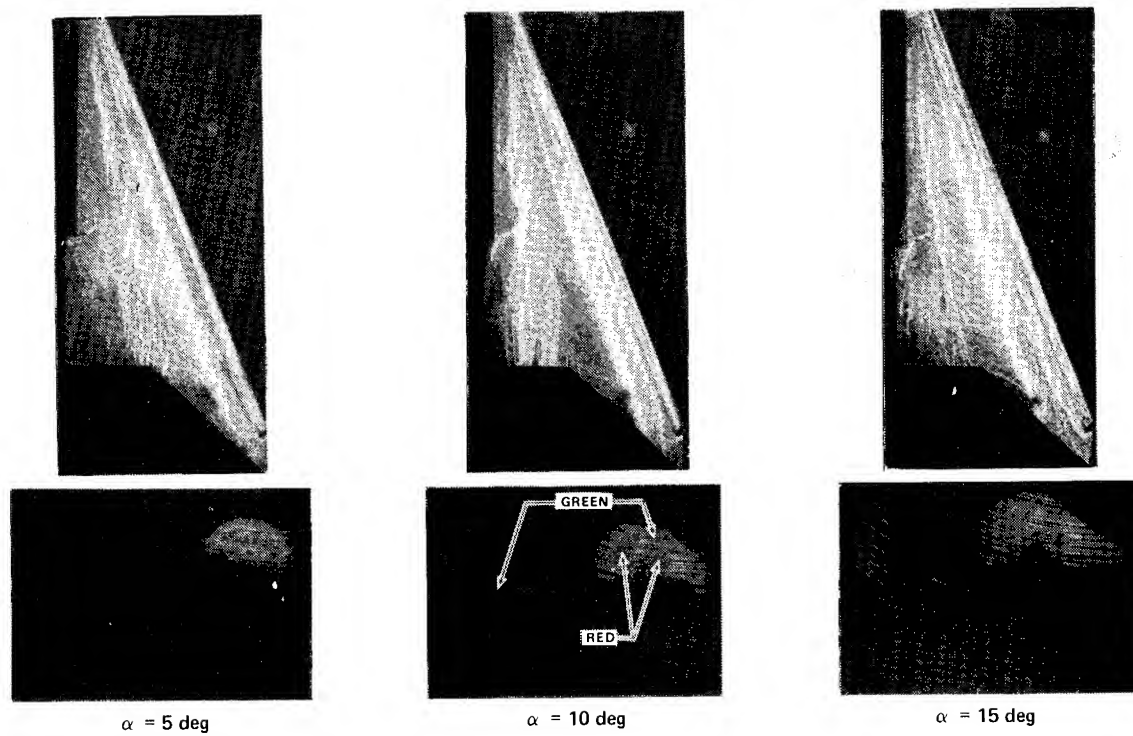 GREEN
RED
α = 5 deg
α = 10 deg
α = 15 deg